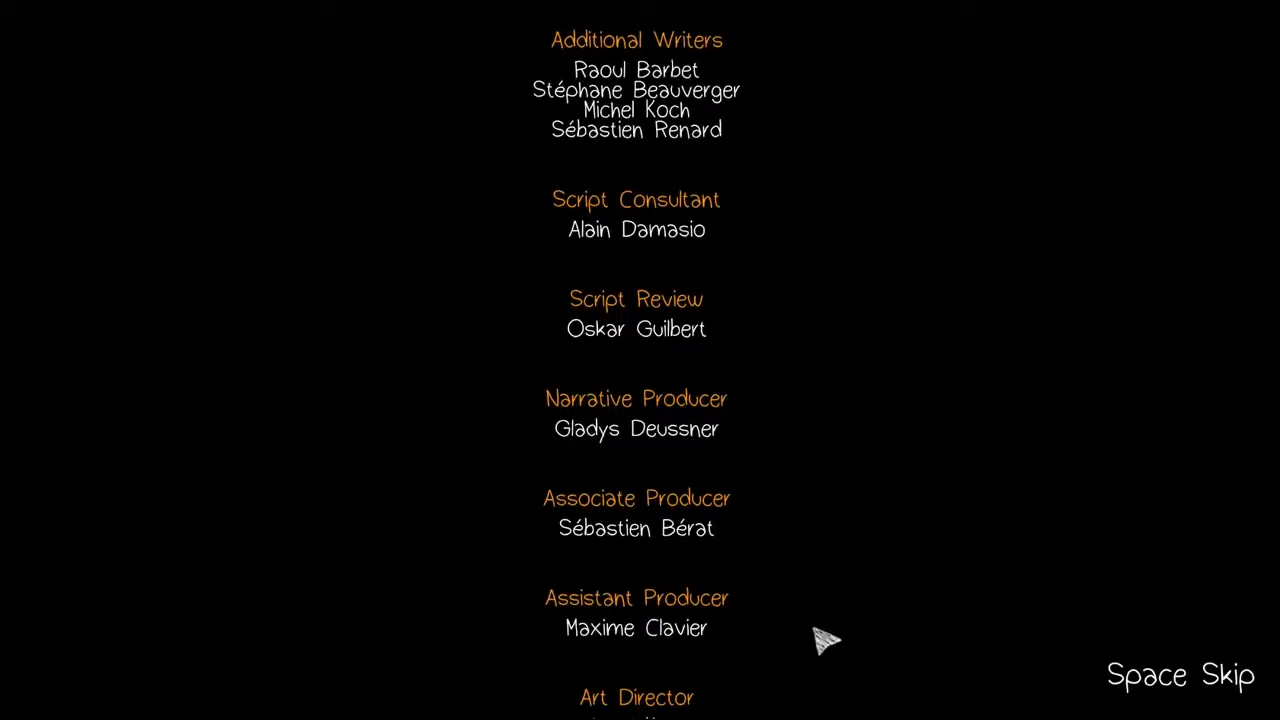 Additional Writers
Raoul Barbet
Stéphane Beauverger
Michel Koch
Sébastien Renard
Script Consultant
Alain Damasio
Script Review
Oskar Guilbert
Narrative Producer
Gladys Deussner
Associate Producer
Sébastien Bérat
Assistant Producer
Maxime Clavier
Space Skip
Art Director